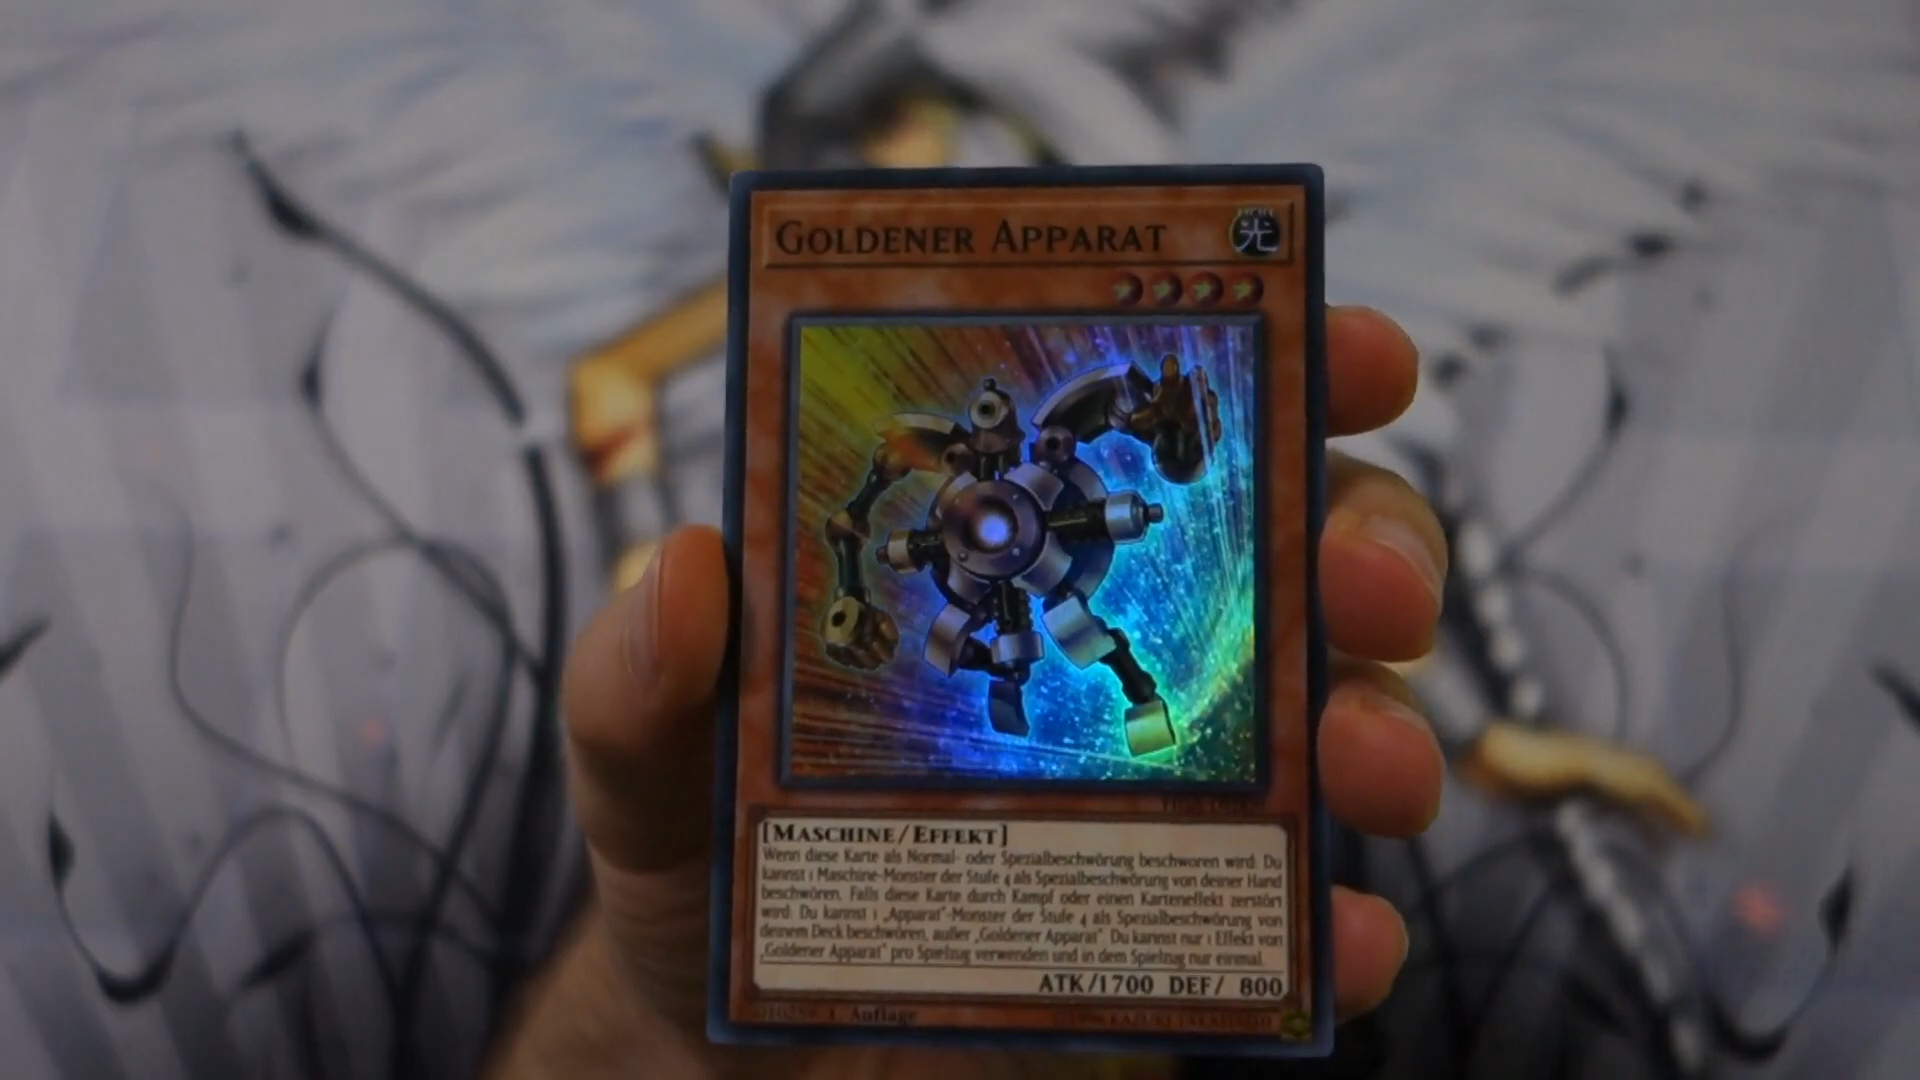 GOLDENER APPARAT
光
[MASCHINE/EFFEKT]
Wenn diese Karte als Normal- oder Spezialbeschwörung beschworen wird: Du
kannst 1 Maschine-Monster der Stufe 4 als Spezialbeschwörung von deiner Hand
beschwören. Falls diese Karte durch Kampf oder einen Karteneffekt zerstört
wird: Du kannst 1 „Apparat“-Monster der Stufe 4 als Spezialbeschwörung von
deinem Deck beschwören, außer „Goldener Apparat“. Du kannst nur 1 Effekt von
„Goldener Apparat“ pro Spielzug verwenden und in dem Spielzug nur einmal.
ATK/1700 DEF/ 800
1. Auflage
©1996 KAZUKI TAKAHASHI